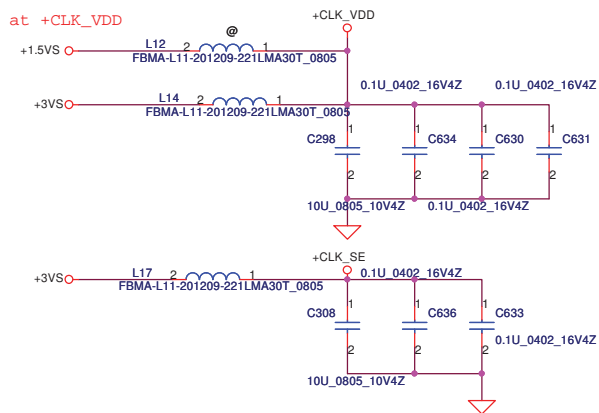 at +CLK_VDD
+CLK_VDD
@
L12
+1.5VS
2
1
FBMA-L11-201209-221LMA30T_0805
0.1U_0402_16V4Z
0.1U_0402_16V4Z
L14
+3VS
2
1
FBMA-L11-201209-221LMA30T_0805
1
1
1
1
C298
C634
C630
C631
2
2
2
2
10U_0805_10V4Z
0.1U_0402_16V4Z
+CLK_SE
L17
+3VS
2
1
0.1U_0402_16V4Z
FBMA-L11-201209-221LMA30T_0805
1
1
1
C308
C636
C633
0.1U_0402_16V4Z
2
2
2
10U_0805_10V4Z